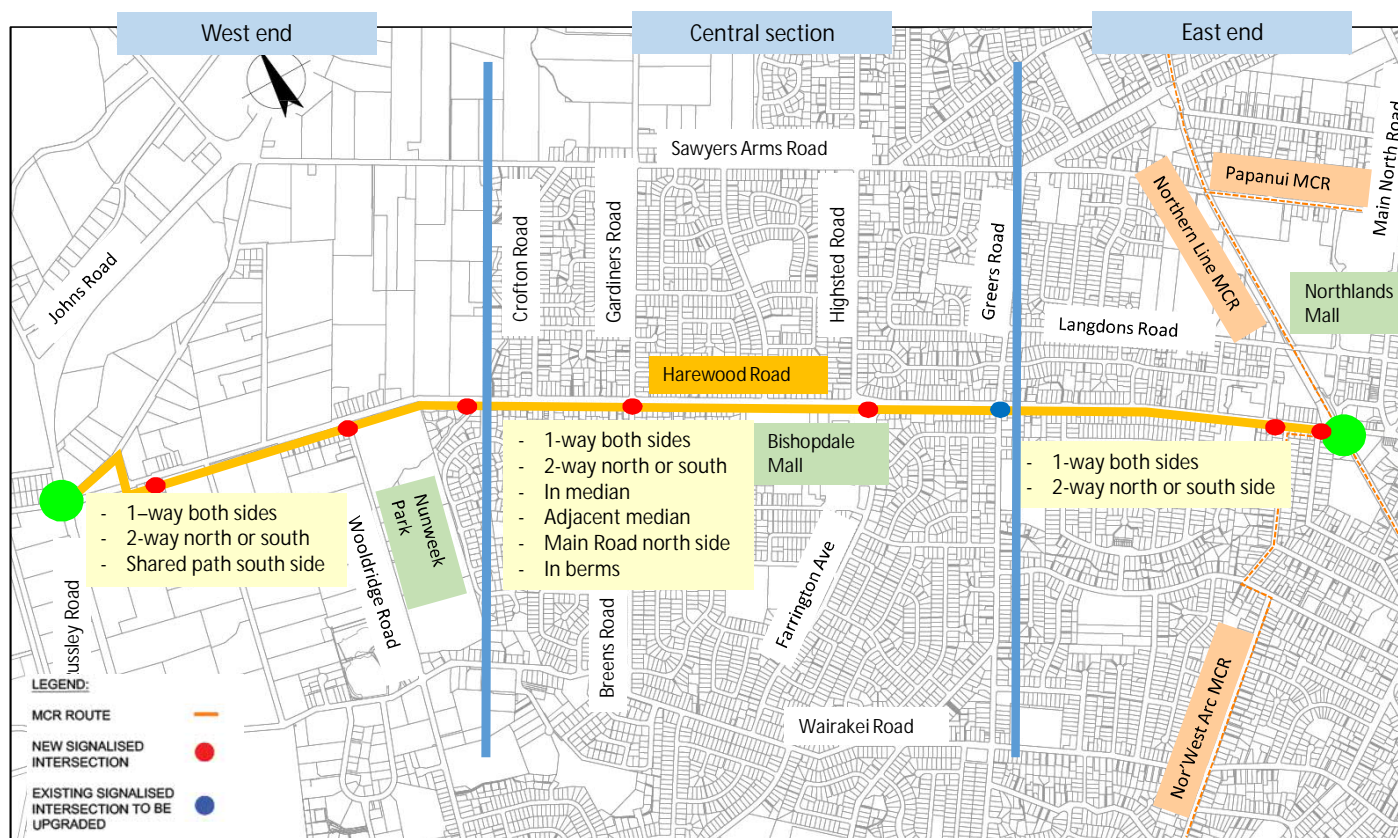 West end
Central section
East end
Sawyers Arms Road
Main North Road
Papanui MCR
Northern Line MCR
Johns Road
Crofton Road
Gardiners Road
Highsted Road
Greers Road
Northlands
Mall
Langdons Road
Harewood Road
- 1-way both sides
- 2-way north or south
- In median
- Adjacent median
- Main Road north side
- In berms
Bishopdale
Mall
- 1-way both sides
- 2-way north or south side
- 1–way both sides
- 2-way north or south
- Shared path south side
Nunweek
Park
Wooldridge Road
Farrington Ave
Breens Road
ussley Road
Wairakei Road
Nor'West Arc MCR
LEGEND:
MCR ROUTE
NEW SIGNALISED
INTERSECTION
EXISTING SIGNALISED
INTERSECTION TO BE
UPGRADED